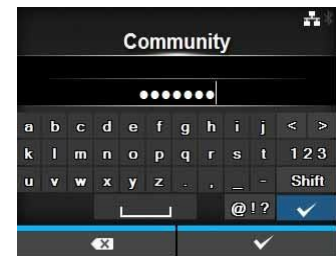 Community
•••••••
a b c d e f g h i j < >
k l m n o p q r s t 123
u v w x y z . , _ - Shift
@!?